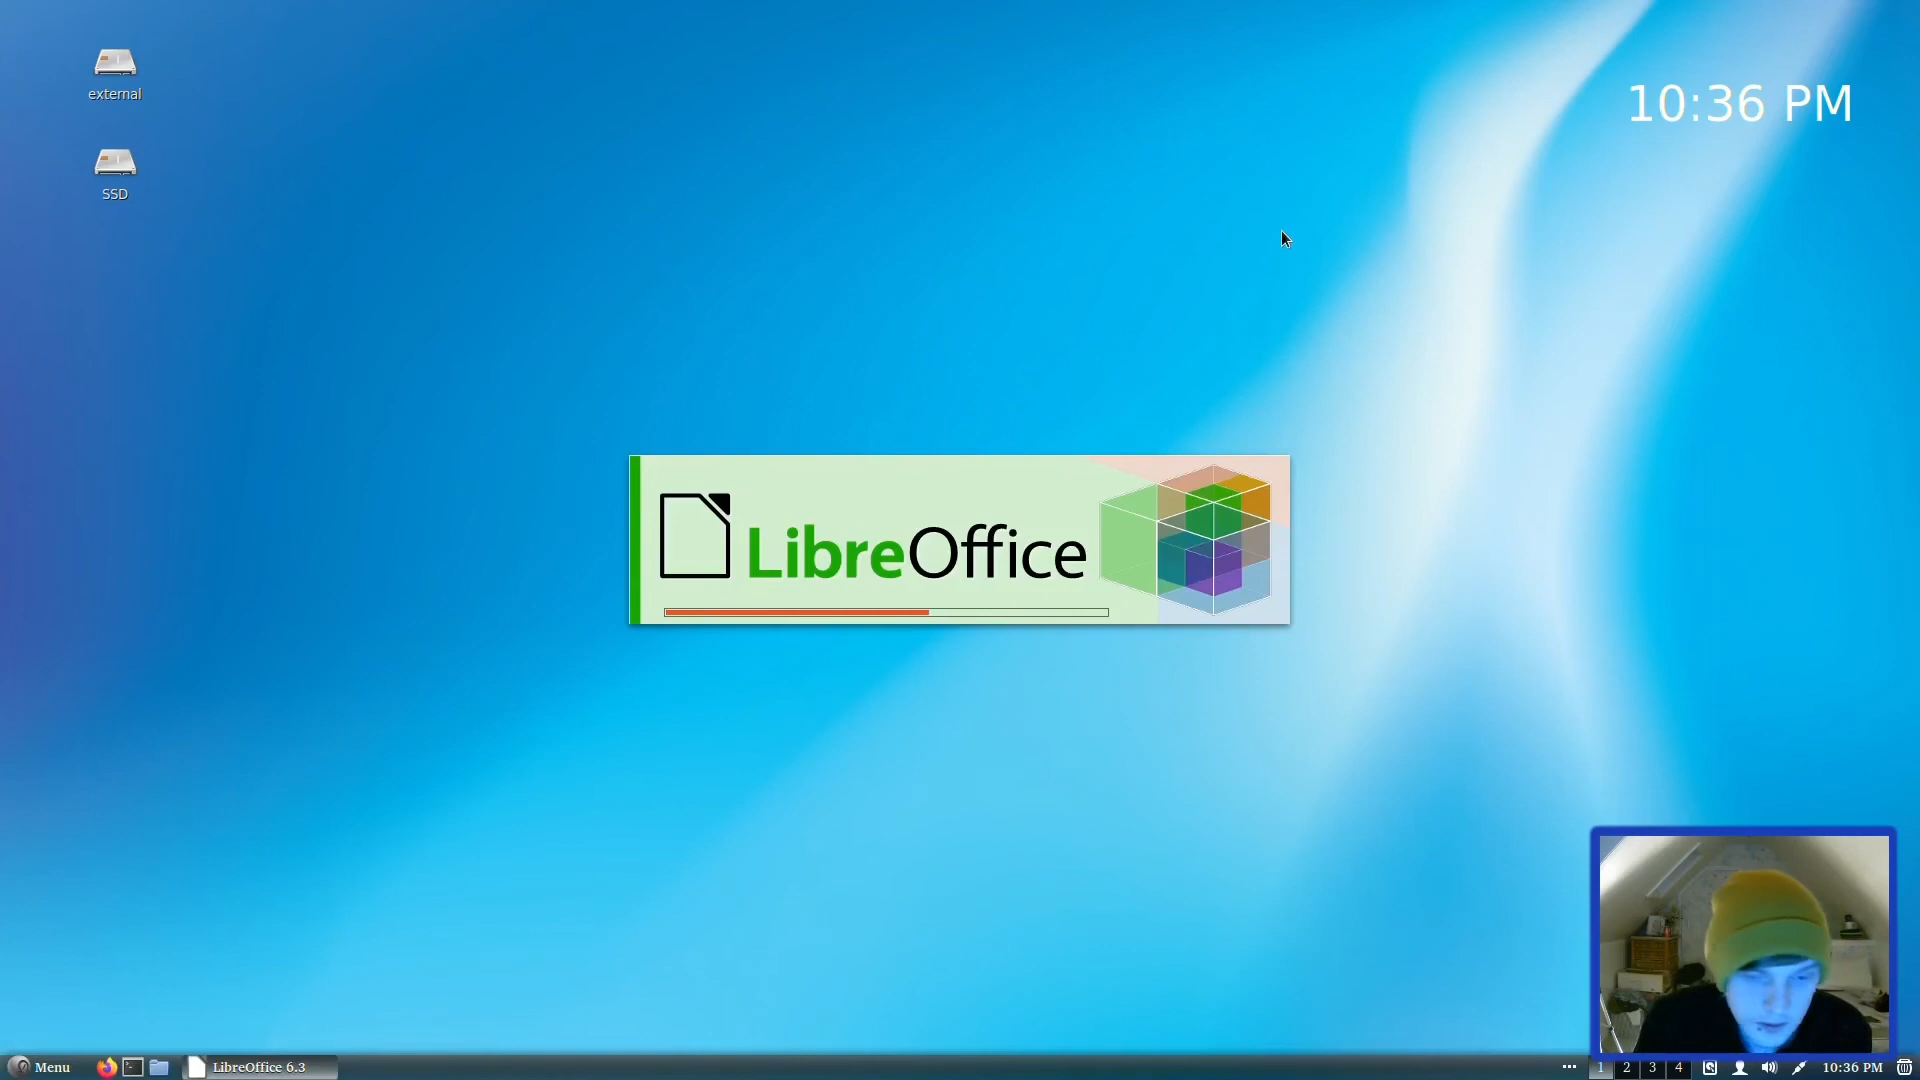 external
SSD
10:36 PM
LibreOffice
Menu
LibreOffice 6.3
1 2 3 4
10:36 PM